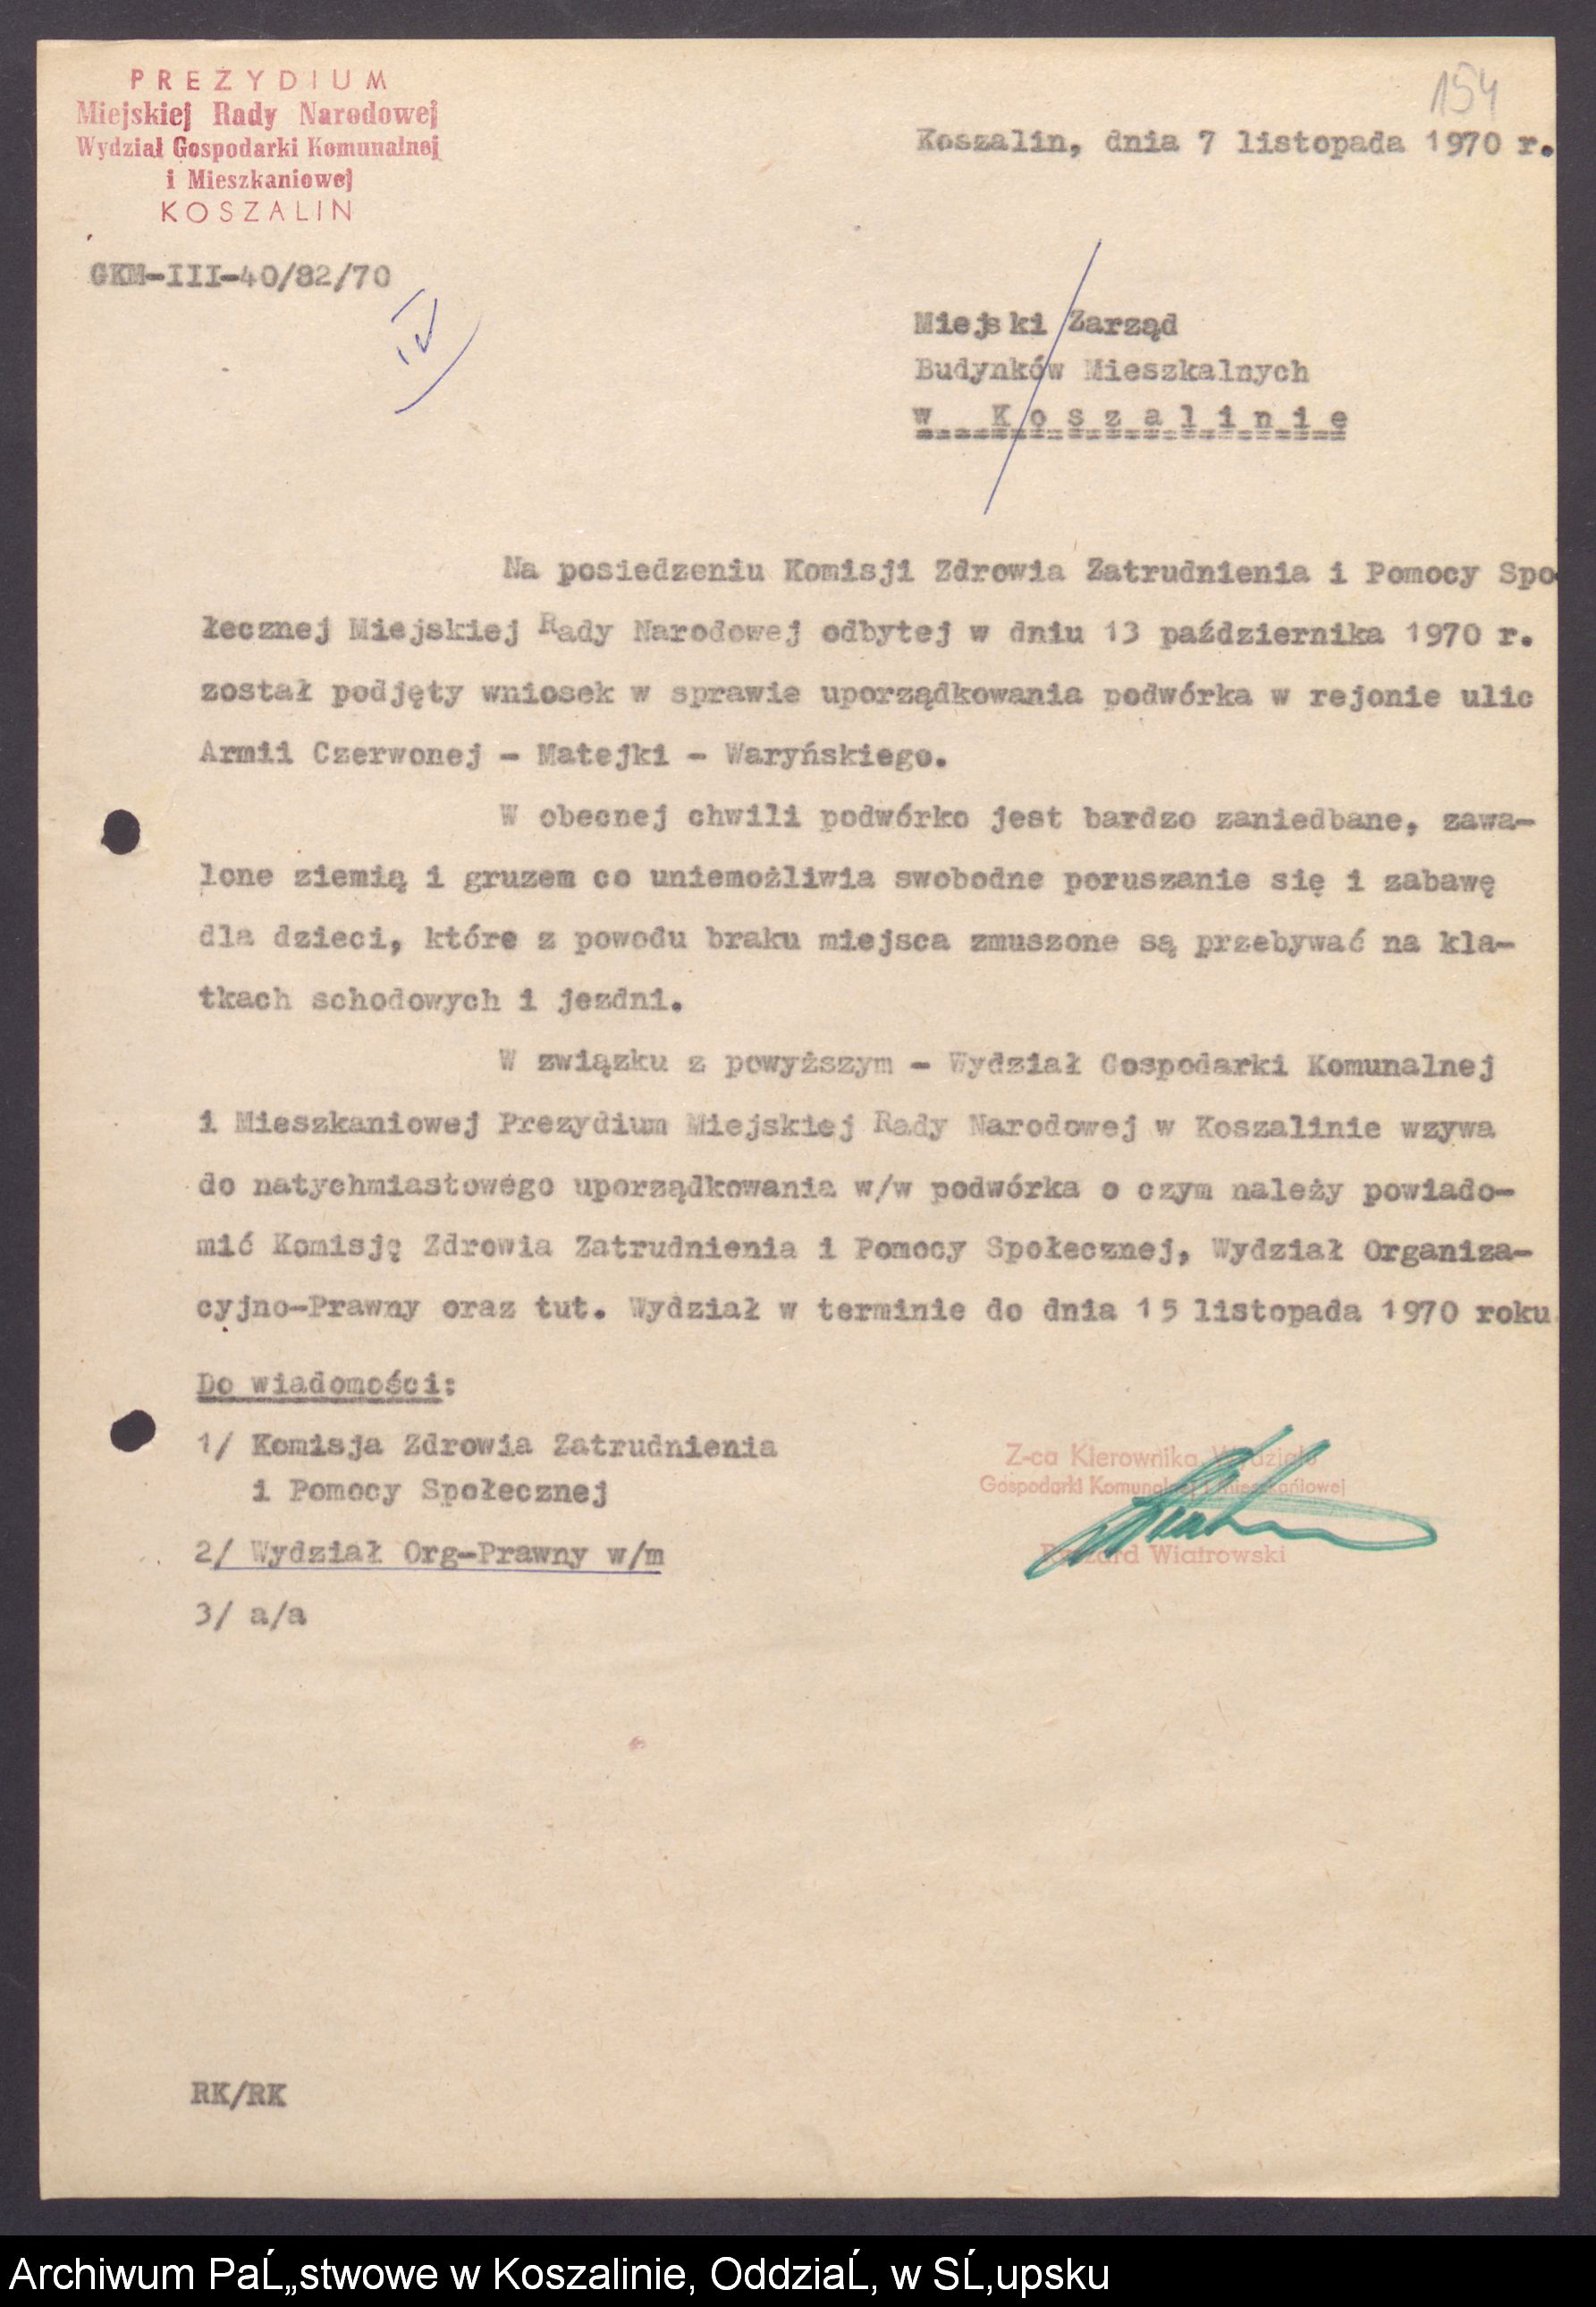 154
PREZYDIUM
Miejskiej Rady Narodowej
Wydział Gospodarki Komunalnej
i Mieszkaniowej
KOSZALIN
Koszalin, dnia 7 listopada 1970 r.
GKM-III-40/82/70
IV
Miejski Zarząd
Budynków Mieszkalnych
w Koszalinie
Na posiedzeniu Komisji Zdrowia Zatrudnienia i Pomocy Spo
łecznej Miejskiej Rady Narodowej odbytej w dniu 13 października 1970 r.
został podjęty wniosek w sprawie uporządkowania podwórka w rejonie ulic
Armii Czerwonej - Matejki - Waryńskiego.
W obecnej chwili podwórko jest bardzo zaniedbane, zawa-
lone ziemią i gruzem co uniemożliwia swobodne poruszanie się i zabawę
dla dzieci, które z powodu braku miejsca zmuszone są przebywać na kla-
tkach schodowych i jezdni.
W związku z powyższym - Wydział Gospodarki Komunalnej
i Mieszkaniowej Prezydium Miejskiej Rady Narodowej w Koszalinie wzywa
do natychmiastowego uporządkowania w/w podwórka o czym należy powiado-
mić Komisję Zdrowia Zatrudnienia i Pomocy Społecznej, Wydział Organiza-
cyjno-Prawny oraz tut. Wydział w terminie do dnia 15 listopada 1970 roku
Do wiadomości:
1/ Komisja Zdrowia Zatrudnienia
i Pomocy Społecznej
2/ Wydział Org-Prawny w/m
3/ a/a
Z-ca Kierownika Wydziału
Gospodarki Komunalnej i Mieszkaniowej
Ryszard Wiatrowski
RK/RK
Archiwum PaĹ„stwowe w Koszalinie, OddziaĹ‚ w SĹ‚upsku